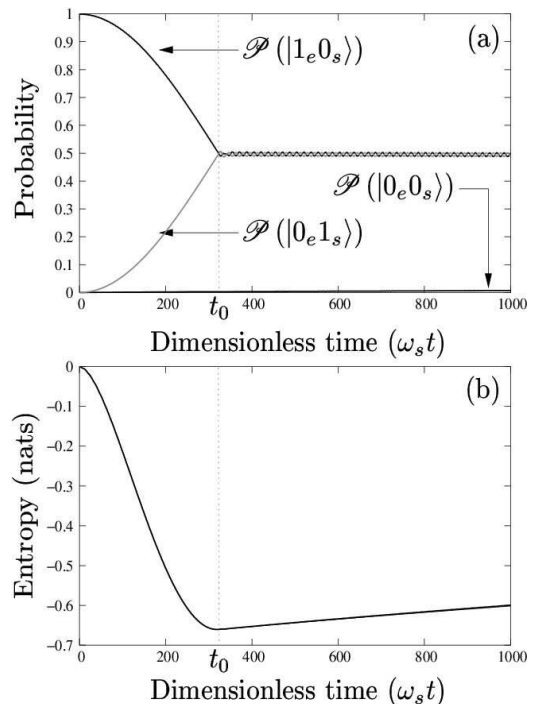 (a)
1
0.9
0.8
0.7
0.6
0.5
0.4
0.3
0.2
0.1
0
Probability
𝒫 (|1ₑ0ₛ⟩)
𝒫 (|0ₑ0ₛ⟩)
𝒫 (|0ₑ1ₛ⟩)
0 200 t₀ 400 600 800 1000
Dimensionless time (ωₛt)
(b)
0
−0.1
−0.2
−0.3
−0.4
−0.5
−0.6
−0.7
Entropy (nats)
0 200 t₀ 400 600 800 1000
Dimensionless time (ωₛt)